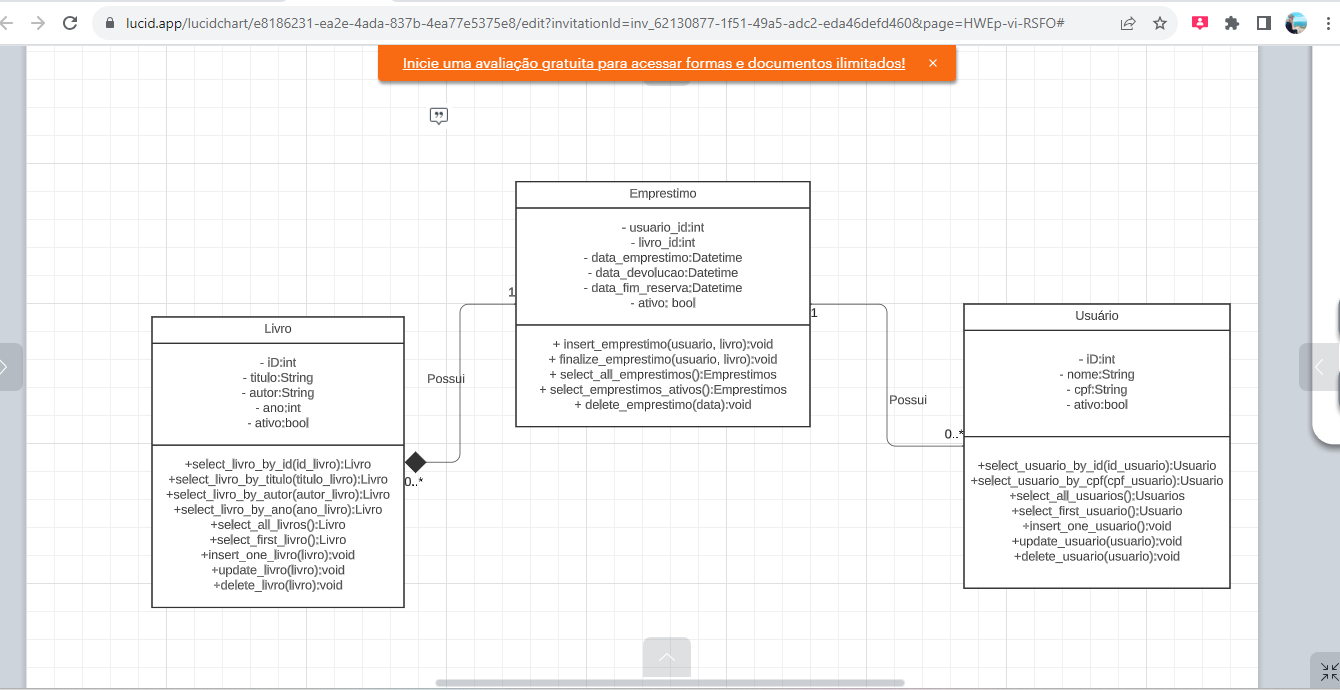 lucid.app/lucidchart/e8186231-ea2e-4ada-837b-4ea77e5375e8/edit?invitationId=inv_62130877-1f51-49a5-adc2-eda46defd460&page=HWEp-vi-RSFO#
Inicie uma avaliação gratuita para acessar formas e documentos ilimitados!
Emprestimo
- usuario_id:int
- livro_id:int
- data_emprestimo:Datetime
- data_devolucao:Datetime
- data_fim_reserva:Datetime
- ativo: bool
+ insert_emprestimo(usuario, livro):void
+ finalize_emprestimo(usuario, livro):void
+ select_all_emprestimos():Emprestimos
+ select_emprestimos_ativos():Emprestimos
+ delete_emprestimo(data):void
1
1
Livro
- iD:int
- titulo:String
- autor:String
- ano:int
- ativo:bool
+select_livro_by_id(id_livro):Livro
+select_livro_by_titulo(titulo_livro):Livro
+select_livro_by_autor(autor_livro):Livro
+select_livro_by_ano(ano_livro):Livro
+select_all_livros():Livro
+select_first_livro():Livro
+insert_one_livro(livro):void
+update_livro(livro):void
+delete_livro(livro):void
Possui
0..*
Possui
0..*
Usuário
- iD:int
- nome:String
- cpf:String
- ativo:bool
+select_usuario_by_id(id_usuario):Usuario
+select_usuario_by_cpf(cpf_usuario):Usuario
+select_all_usuarios():Usuarios
+select_first_usuario():Usuario
+insert_one_usuario():void
+update_usuario(usuario):void
+delete_usuario(usuario):void